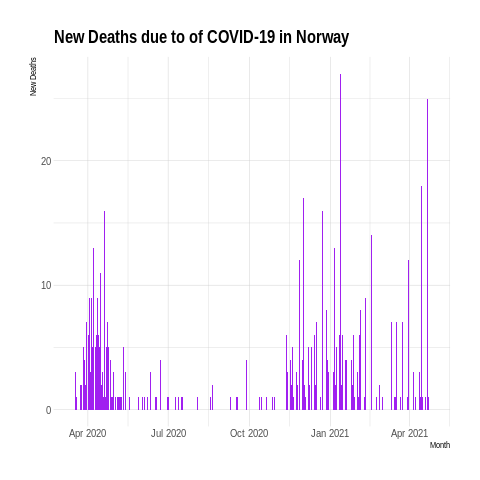 New Deaths due to of COVID-19 in Norway
New Deaths
20
10
0
Apr 2020 Jul 2020 Oct 2020 Jan 2021 Apr 2021
Month